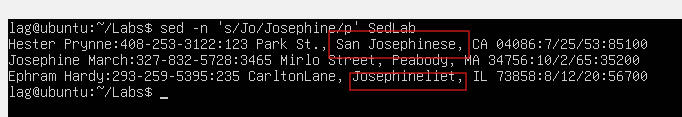 lag@ubuntu:~/Labs$ sed -n 's/Jo/Josephine/p' SedLab
Hester Prynne:408-253-3122:123 Park St., San Josephinese, CA 04086:7/25/53:85100
Josephine March:327-832-5728:3465 Mirlo Street, Peabody, MA 34756:10/2/65:35200
Ephram Hardy:293-259-5395:235 CarltonLane, Josephineliet, IL 73858:8/12/20:56700
lag@ubuntu:~/Labs$ _